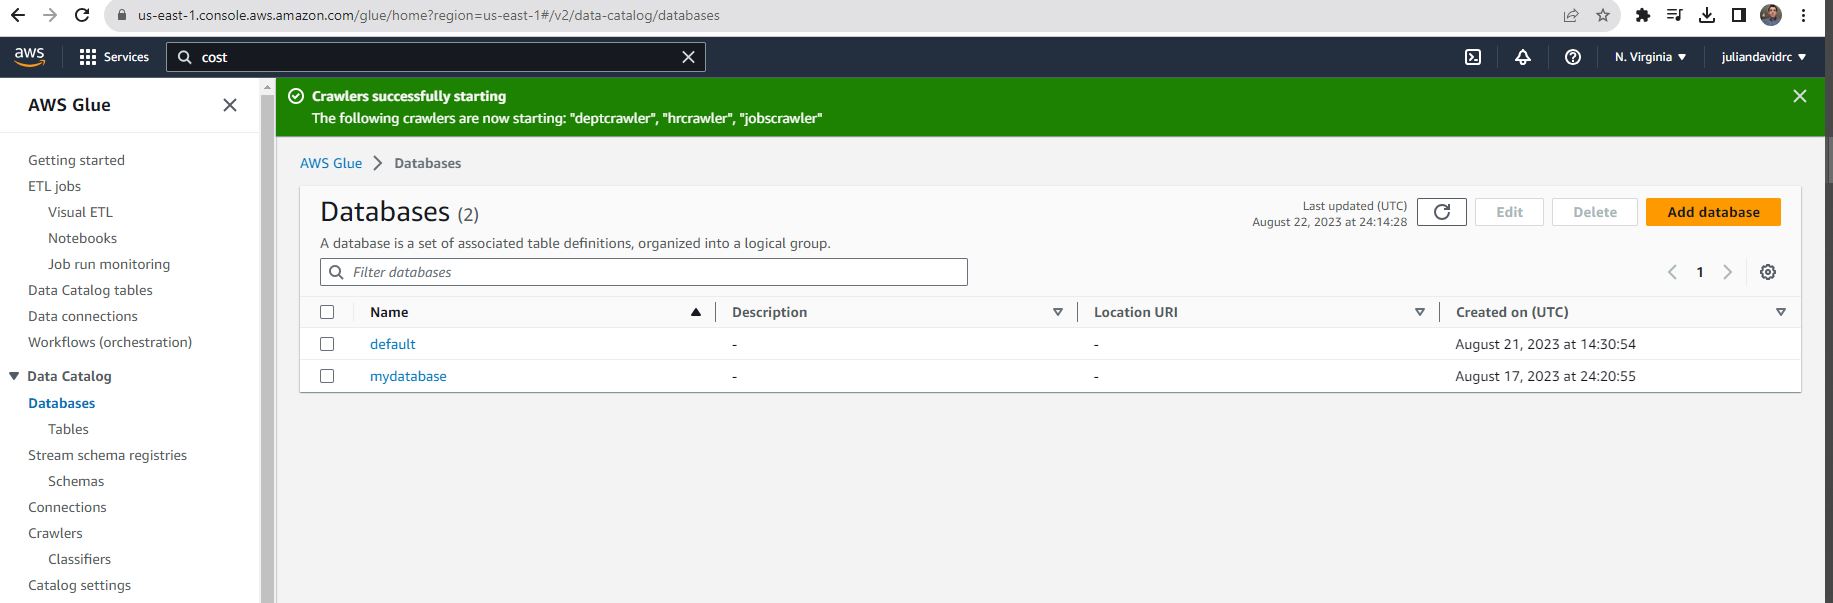 us-east-1.console.aws.amazon.com/glue/home?region=us-east-1#/v2/data-catalog/databases
aws Services cost N. Virginia juliandavidrc
AWS Glue
Getting started
ETL jobs
Visual ETL
Notebooks
Job run monitoring
Data Catalog tables
Data connections
Workflows (orchestration)
Data Catalog
Databases
Tables
Stream schema registries
Schemas
Connections
Crawlers
Classifiers
Catalog settings
Crawlers successfully starting
The following crawlers are now starting: "deptcrawler", "hrcrawler", "jobscrawler"
AWS Glue Databases
Databases (2)
Last updated (UTC)
August 22, 2023 at 24:14:28
Edit Delete Add database
A database is a set of associated table definitions, organized into a logical group.
Filter databases
1
Name Description Location URI Created on (UTC)
default - - August 21, 2023 at 14:30:54
mydatabase - - August 17, 2023 at 24:20:55